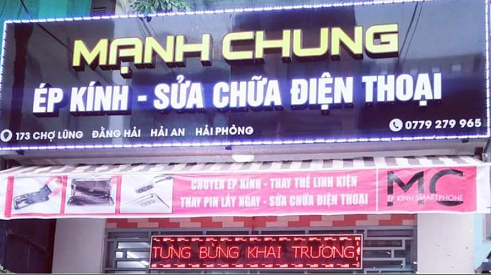 MẠNH CHUNG
ÉP KÍNH - SỬA CHỮA ĐIỆN THOẠI
173 CHỢ LŨNG ĐẰNG HẢI HẢI AN HẢI PHÒNG
0779 279 965
CHUYÊN ÉP KÍNH - THAY THẾ LINH KIỆN
THAY PIN LẤY NGAY - SỬA CHỮA ĐIỆN THOẠI
MC
ÉP KÍNH SMARTPHONE
TƯNG BỪNG KHAI TRƯƠNG